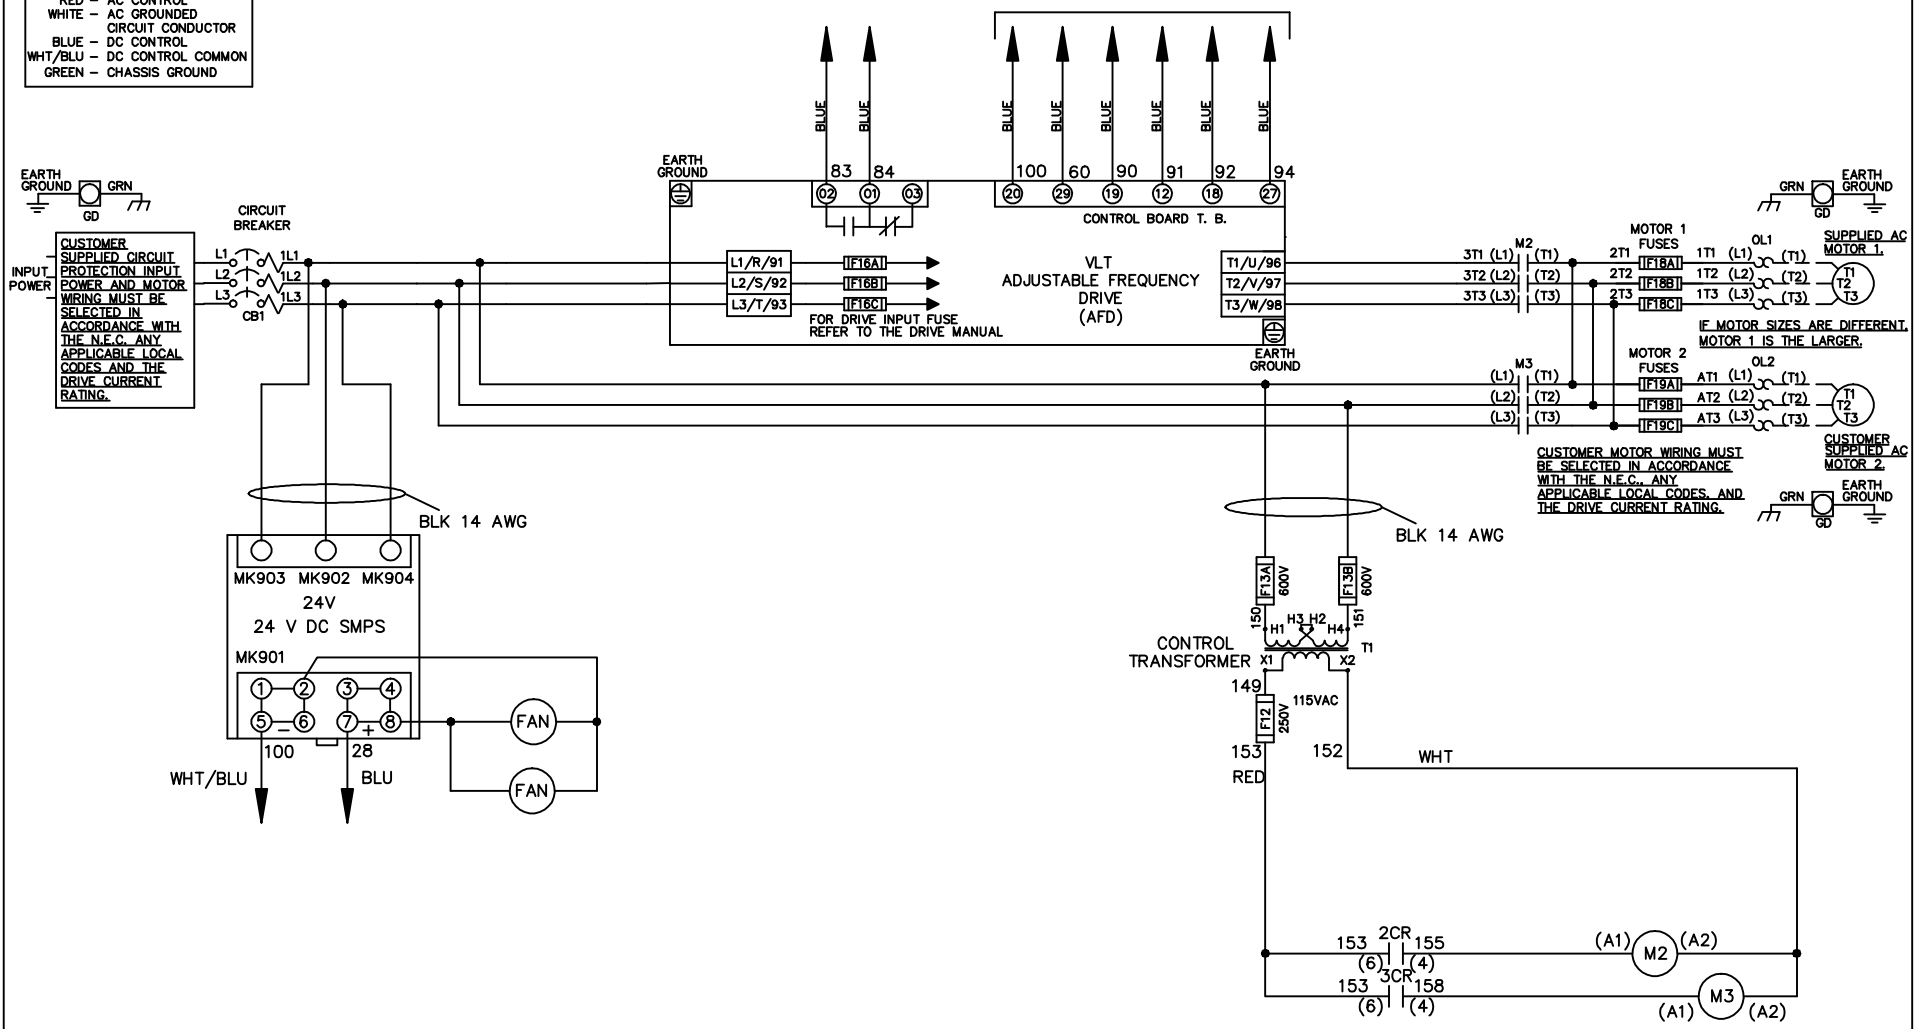 RED - AC CONTROL
WHITE - AC GROUNDED
CIRCUIT CONDUCTOR
BLUE - DC CONTROL
WHT/BLU - DC CONTROL COMMON
GREEN - CHASSIS GROUND
BLUE
BLUE
BLUE
BLUE
BLUE
BLUE
BLUE
BLUE
EARTH
GROUND
83
84
100
60
90
91
92
94
02
01
03
20
29
19
12
18
27
CONTROL BOARD T. B.
EARTH
GROUND
GRN
GD
CIRCUIT
BREAKER
INPUT
POWER
CUSTOMER
SUPPLIED CIRCUIT
PROTECTION INPUT
POWER AND MOTOR
WIRING MUST BE
SELECTED IN
ACCORDANCE WITH
THE N.E.C. ANY
APPLICABLE LOCAL
CODES AND THE
DRIVE CURRENT
RATING.
L1
1L1
L2
1L2
L3
1L3
CB1
L1/R/91
L2/S/92
L3/T/93
F16A
F16B
F16C
FOR DRIVE INPUT FUSE
REFER TO THE DRIVE MANUAL
VLT
ADJUSTABLE FREQUENCY
DRIVE
(AFD)
T1/U/96
T2/V/97
T3/W/98
EARTH
GROUND
M2
3T1 (L1) (T1)
3T2 (L2) (T2)
3T3 (L3) (T3)
MOTOR 1
FUSES
2T1 F18A 1T1 (L1)
2T2 F18B 1T2 (L2)
2T3 F18C 1T3 (L3)
OL1
(T1)
(T2)
(T3)
T1
T2
T3
GRN
EARTH
GROUND
GD
SUPPLIED AC
MOTOR 1.
IF MOTOR SIZES ARE DIFFERENT,
MOTOR 1 IS THE LARGER.
M3
(L1) (T1)
(L2) (T2)
(L3) (T3)
MOTOR 2
FUSES
F19A AT1 (L1)
F19B AT2 (L2)
F19C AT3 (L3)
OL2
(T1)
(T2)
(T3)
T1
T2
T3
CUSTOMER
SUPPLIED AC
MOTOR 2.
CUSTOMER MOTOR WIRING MUST
BE SELECTED IN ACCORDANCE
WITH THE N.E.C., ANY
APPLICABLE LOCAL CODES, AND
THE DRIVE CURRENT RATING.
GRN
EARTH
GROUND
GD
BLK 14 AWG
MK903 MK902 MK904
24V
24 V DC SMPS
MK901
1 2 3 4
5 6 7 8
- +
100
28
WHT/BLU
BLU
FAN
FAN
BLK 14 AWG
F13A
600V
F13B
600V
150
151
H1 H3 H2 H4
T1
CONTROL
TRANSFORMER
X1
X2
149
115VAC
F12
250V
153
152
RED
WHT
2CR
153 155
(6) (4)
(A1) M2 (A2)
3CR
153 158
(6) (4)
(A1) M3 (A2)